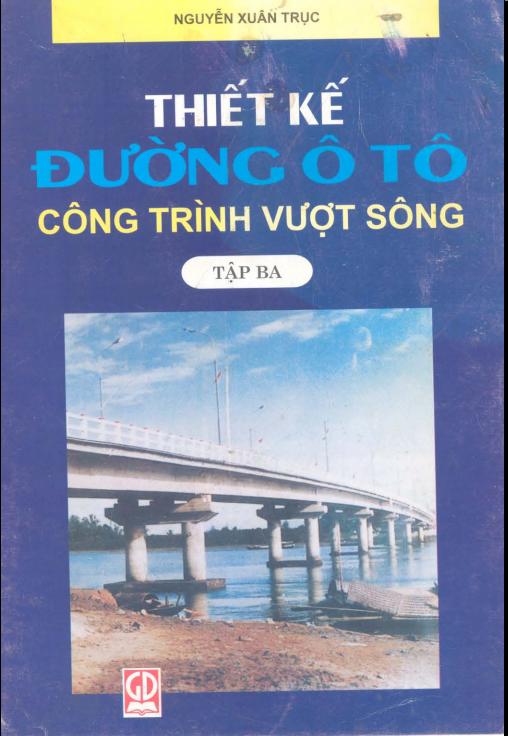 NGUYỄN XUÂN TRỤC
THIẾT KẾ
ĐƯỜNG Ô TÔ
CÔNG TRÌNH VƯỢT SÔNG
TẬP BA
GD